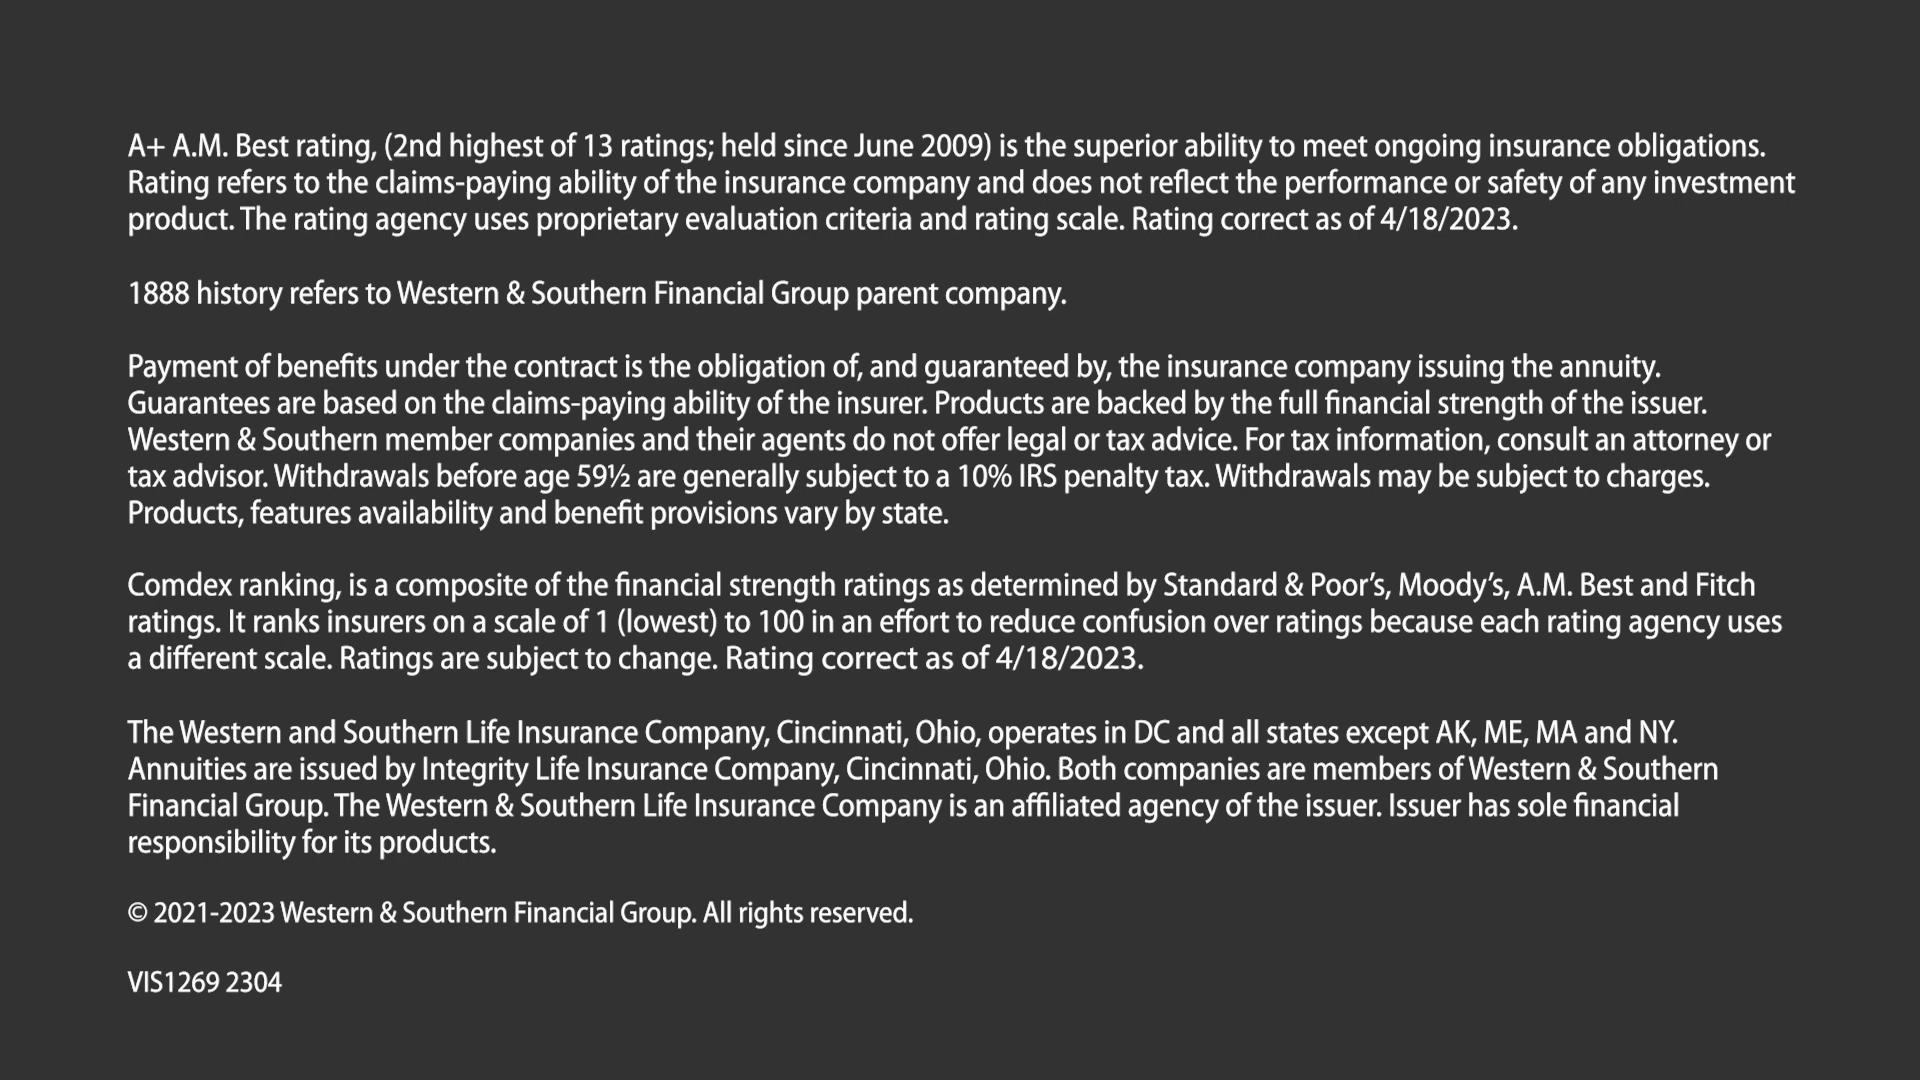 A+ A.M. Best rating, (2nd highest of 13 ratings; held since June 2009) is the superior ability to meet ongoing insurance obligations.
Rating refers to the claims-paying ability of the insurance company and does not reflect the performance or safety of any investment
product. The rating agency uses proprietary evaluation criteria and rating scale. Rating correct as of 4/18/2023.
1888 history refers to Western & Southern Financial Group parent company.
Payment of benefits under the contract is the obligation of, and guaranteed by, the insurance company issuing the annuity.
Guarantees are based on the claims-paying ability of the insurer. Products are backed by the full financial strength of the issuer.
Western & Southern member companies and their agents do not offer legal or tax advice. For tax information, consult an attorney or
tax advisor. Withdrawals before age 59½ are generally subject to a 10% IRS penalty tax. Withdrawals may be subject to charges.
Products, features availability and benefit provisions vary by state.
Comdex ranking, is a composite of the financial strength ratings as determined by Standard & Poor’s, Moody’s, A.M. Best and Fitch
ratings. It ranks insurers on a scale of 1 (lowest) to 100 in an effort to reduce confusion over ratings because each rating agency uses
a different scale. Ratings are subject to change. Rating correct as of 4/18/2023.
The Western and Southern Life Insurance Company, Cincinnati, Ohio, operates in DC and all states except AK, ME, MA and NY.
Annuities are issued by Integrity Life Insurance Company, Cincinnati, Ohio. Both companies are members of Western & Southern
Financial Group. The Western & Southern Life Insurance Company is an affiliated agency of the issuer. Issuer has sole financial
responsibility for its products.
© 2021-2023 Western & Southern Financial Group. All rights reserved.
VIS1269 2304